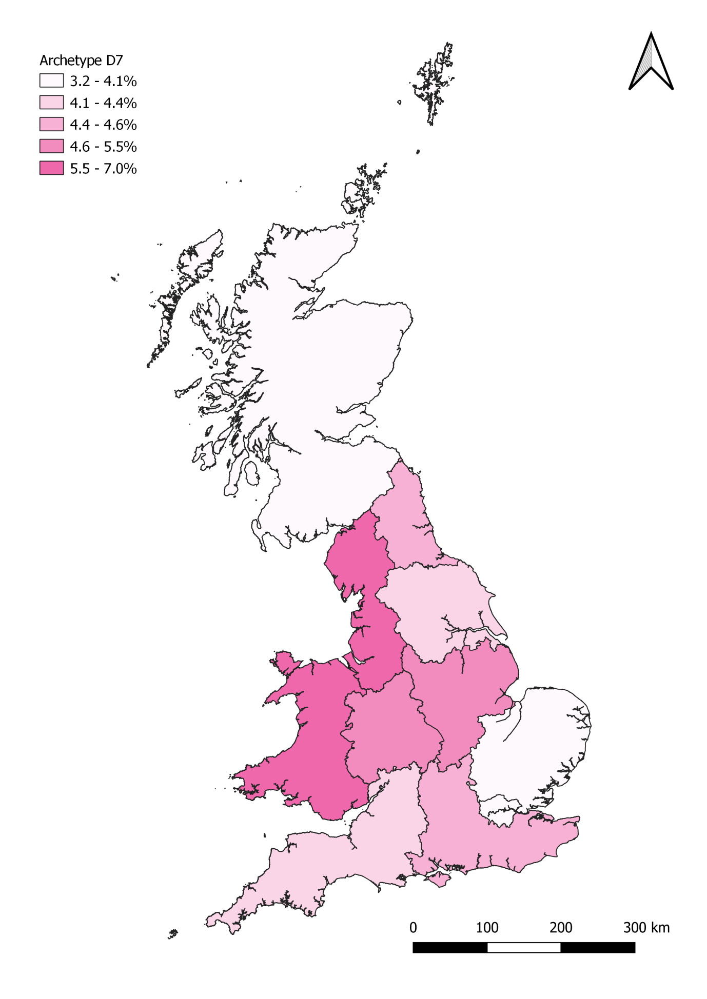 Archetype D7
3.2 - 4.1%
4.1 - 4.4%
4.4 - 4.6%
4.6 - 5.5%
5.5 - 7.0%
0 100 200 300 km